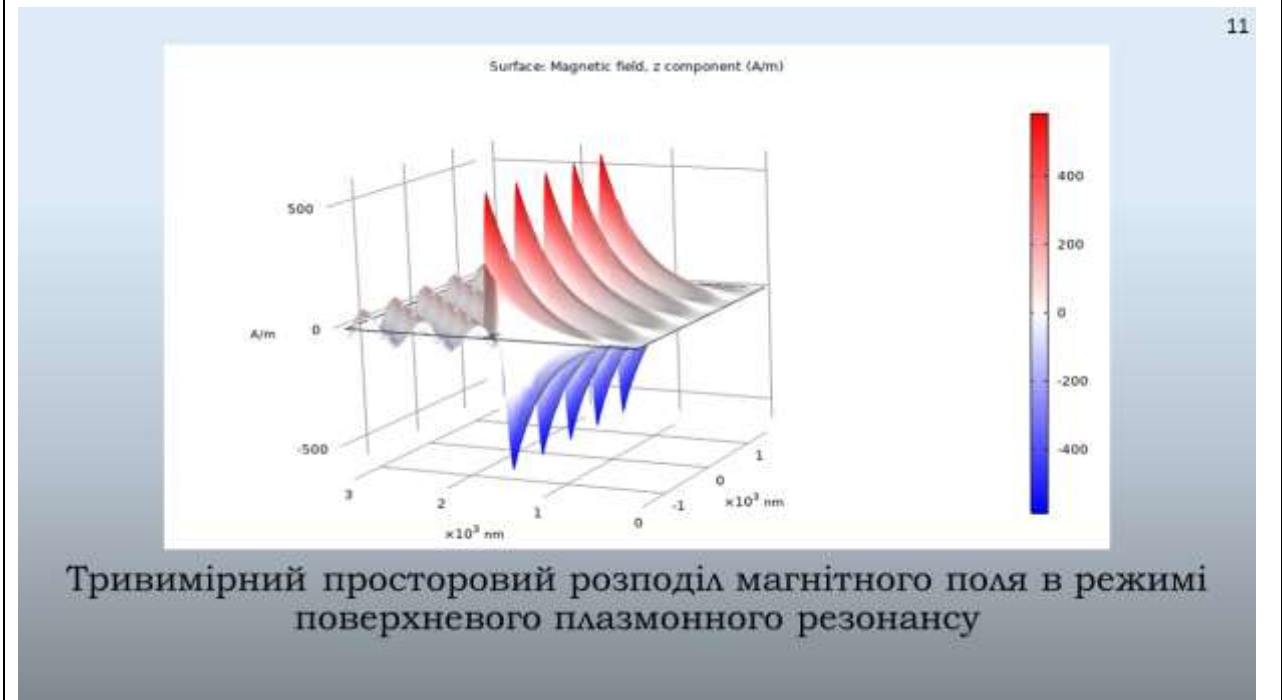 11
Surface: Magnetic field, z component (A/m)
500
0
-500
A/m
3
2
1
0
×10³ nm
-1
0
1
×10³ nm
400
200
0
-200
-400
Тривимірний просторовий розподіл магнітного поля в режимі
поверхневого плазмонного резонансу